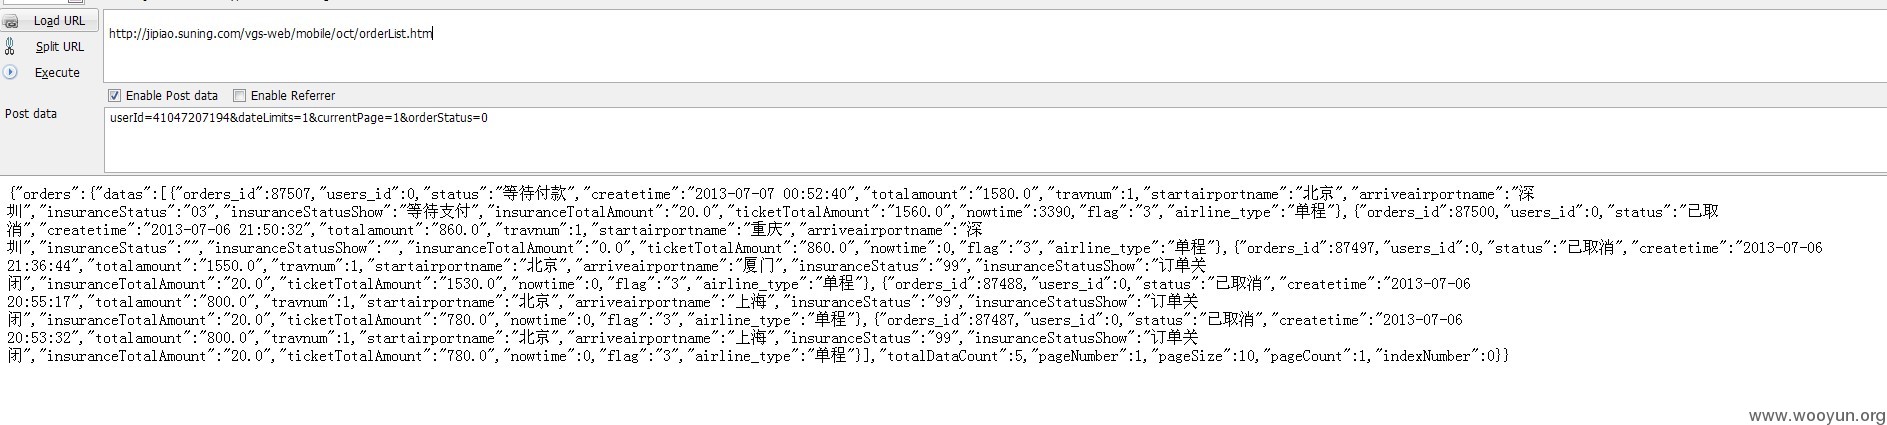 Load URL
http://jipiao.suning.com/vgs-web/mobile/oct/orderList.htm
Split URL
Execute
Enable Post data Enable Referrer
Post data
userId=41047207194&dateLimits=1&currentPage=1&orderStatus=0
{"orders":{"datas":[{"orders_id":87507,"users_id":0,"status":"等待付款","createtime":"2013-07-07 00:52:40","totalamount":"1580.0","travnum":1,"startairportname":"北京","arriveairportname":"深
圳","insuranceStatus":"03","insuranceStatusShow":"等待支付","insuranceTotalAmount":"20.0","ticketTotalAmount":"1560.0","nowtime":3390,"flag":"3","airline_type":"单程"},{"orders_id":87500,"users_id":0,"status":"已取
消","createtime":"2013-07-06 21:50:32","totalamount":"860.0","travnum":1,"startairportname":"重庆","arriveairportname":"深
圳","insuranceStatus":"","insuranceStatusShow":"","insuranceTotalAmount":"0.0","ticketTotalAmount":"860.0","nowtime":0,"flag":"3","airline_type":"单程"},{"orders_id":87497,"users_id":0,"status":"已取消","createtime":"2013-07-06
21:36:44","totalamount":"1550.0","travnum":1,"startairportname":"北京","arriveairportname":"厦门","insuranceStatus":"99","insuranceStatusShow":"订单关
闭","insuranceTotalAmount":"20.0","ticketTotalAmount":"1530.0","nowtime":0,"flag":"3","airline_type":"单程"},{"orders_id":87488,"users_id":0,"status":"已取消","createtime":"2013-07-06
20:55:17","totalamount":"800.0","travnum":1,"startairportname":"北京","arriveairportname":"上海","insuranceStatus":"99","insuranceStatusShow":"订单关
闭","insuranceTotalAmount":"20.0","ticketTotalAmount":"780.0","nowtime":0,"flag":"3","airline_type":"单程"},{"orders_id":87487,"users_id":0,"status":"已取消","createtime":"2013-07-06
20:53:32","totalamount":"800.0","travnum":1,"startairportname":"北京","arriveairportname":"上海","insuranceStatus":"99","insuranceStatusShow":"订单关
闭","insuranceTotalAmount":"20.0","ticketTotalAmount":"780.0","nowtime":0,"flag":"3","airline_type":"单程"}],"totalDataCount":5,"pageNumber":1,"pageSize":10,"pageCount":1,"indexNumber":0}}
www.wooyun.org